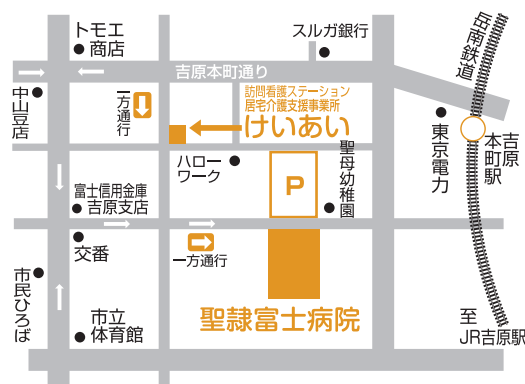 トモエ
商店
スルガ銀行
岳南鉄道
吉原本町通り
中山豆店
一方通行
訪問看護ステーション
居宅介護支援事業所
けいあい
東京電力
吉原
本町駅
ハロー
ワーク
P
聖母幼稚園
富士信用金庫
吉原支店
交番
一方通行
市民ひろば
市立
体育館
聖隷富士病院
至
JR吉原駅